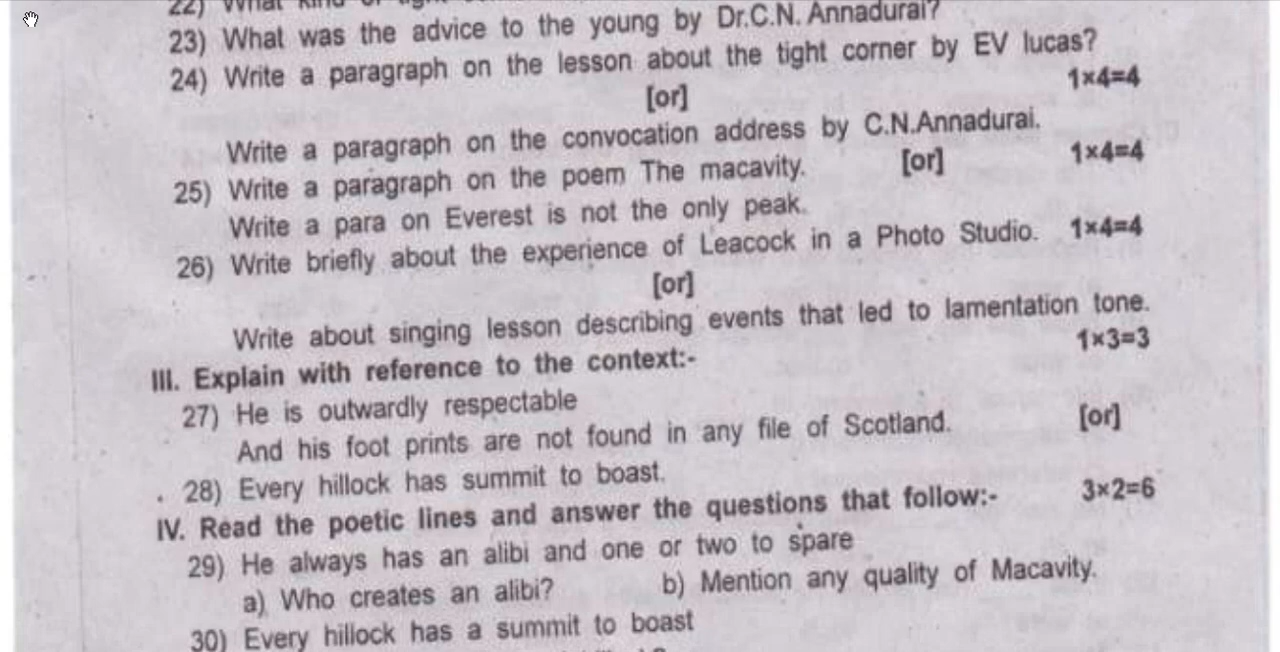 22) What kind of
23) What was the advice to the young by Dr.C.N. Annadurai?
24) Write a paragraph on the lesson about the tight corner by EV lucas?
1×4=4
[or]
Write a paragraph on the convocation address by C.N.Annadurai.
25) Write a paragraph on the poem The macavity. [or] 1×4=4
Write a para on Everest is not the only peak.
26) Write briefly about the experience of Leacock in a Photo Studio. 1×4=4
[or]
Write about singing lesson describing events that led to lamentation tone.
III. Explain with reference to the context:- 1×3=3
27) He is outwardly respectable
And his foot prints are not found in any file of Scotland. [or]
28) Every hillock has summit to boast.
IV. Read the poetic lines and answer the questions that follow:- 3×2=6
29) He always has an alibi and one or two to spare
a) Who creates an alibi? b) Mention any quality of Macavity.
30) Every hillock has a summit to boast